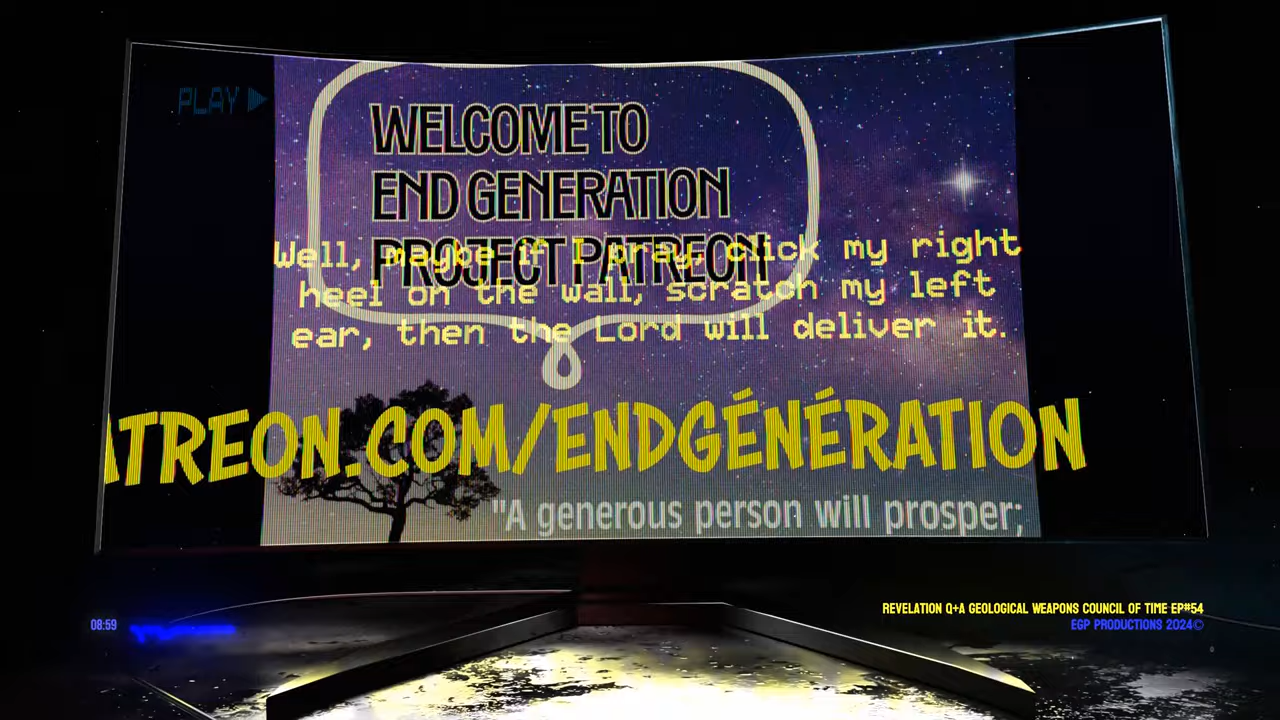 PLAY
WELCOME TO
END GENERATION
PROJECT PATREON
Well, maybe if I pray, click my right
heel on the wall, scratch my left
ear, then the Lord will deliver it.
ATREON.COM/ENDGÉNÉRATION
"A generous person will prosper;
08:59
REVELATION Q+A GEOLOGICAL WEAPONS COUNCIL OF TIME EP#54
EGP PRODUCTIONS 2024©